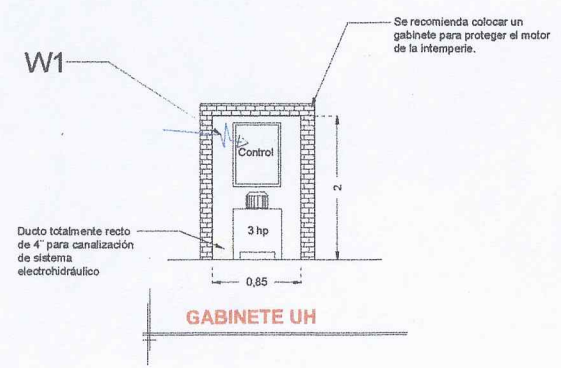 Se recomienda colocar un
gabinete para proteger el motor
de la intemperie.
W1
Control
2
3 hp
Ducto totalmente recto
de 4" para canalización
de sistema
electrohidráulico
0,85
GABINETE UH